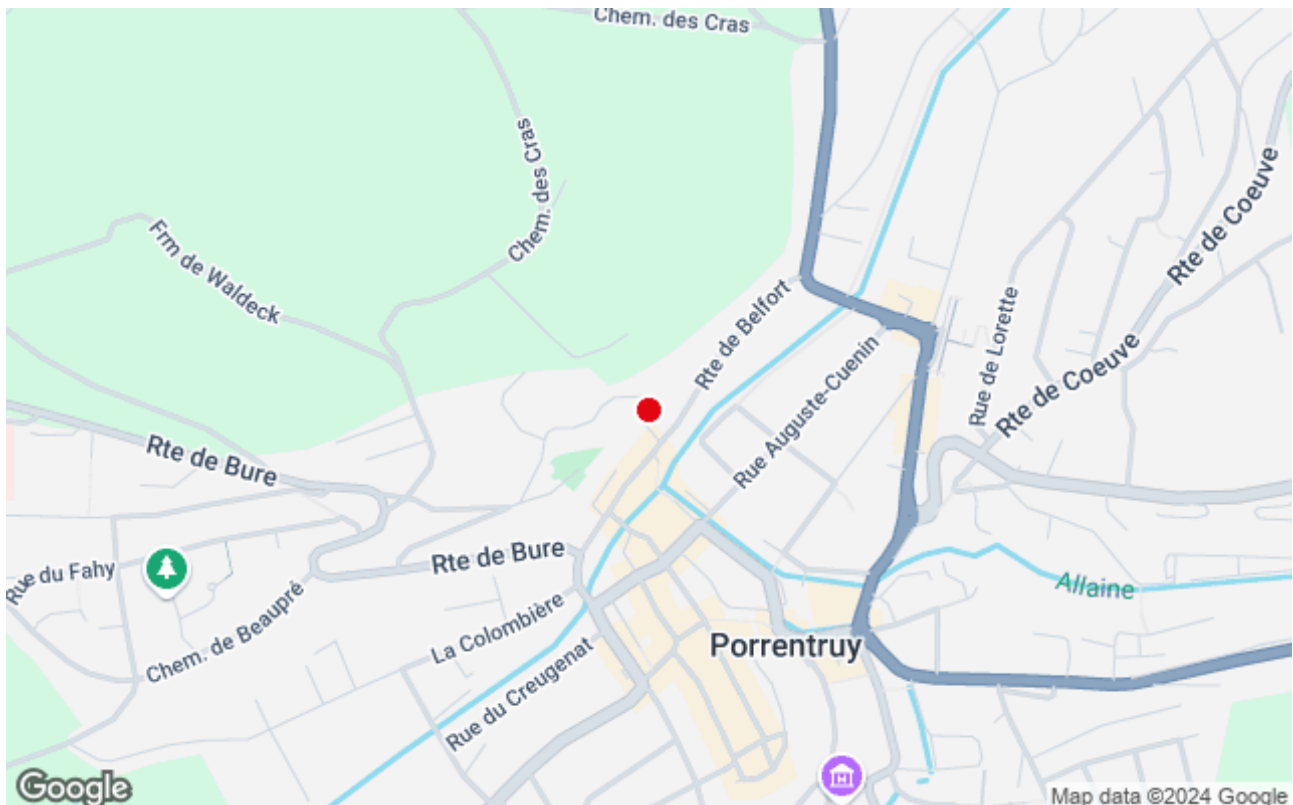 Chem. des Cras
Chem. des Cras
Frm de Waldeck
Rte de Coeuve
Rte de Belfort
Rue de Lorette
Rte de Coeuve
Rue Auguste-Cuenin
Rte de Bure
Rte de Bure
Rue du Fahy
Allaine
La Colombière
Chem. de Beaupré
Porrentruy
Rue du Creugenat
H
Google
Map data ©2024 Google